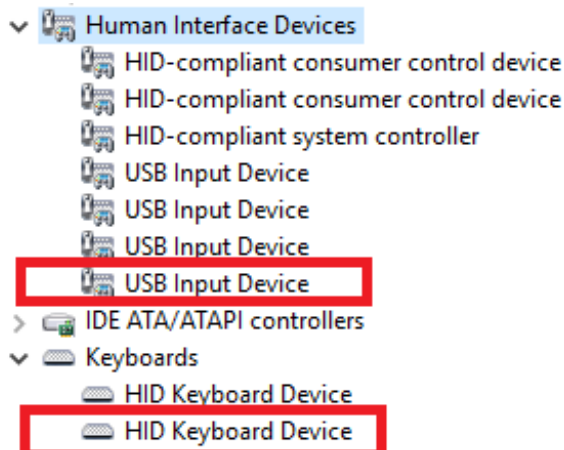 Human Interface Devices
HID-compliant consumer control device
HID-compliant consumer control device
HID-compliant system controller
USB Input Device
USB Input Device
USB Input Device
USB Input Device
IDE ATA/ATAPI controllers
Keyboards
HID Keyboard Device
HID Keyboard Device